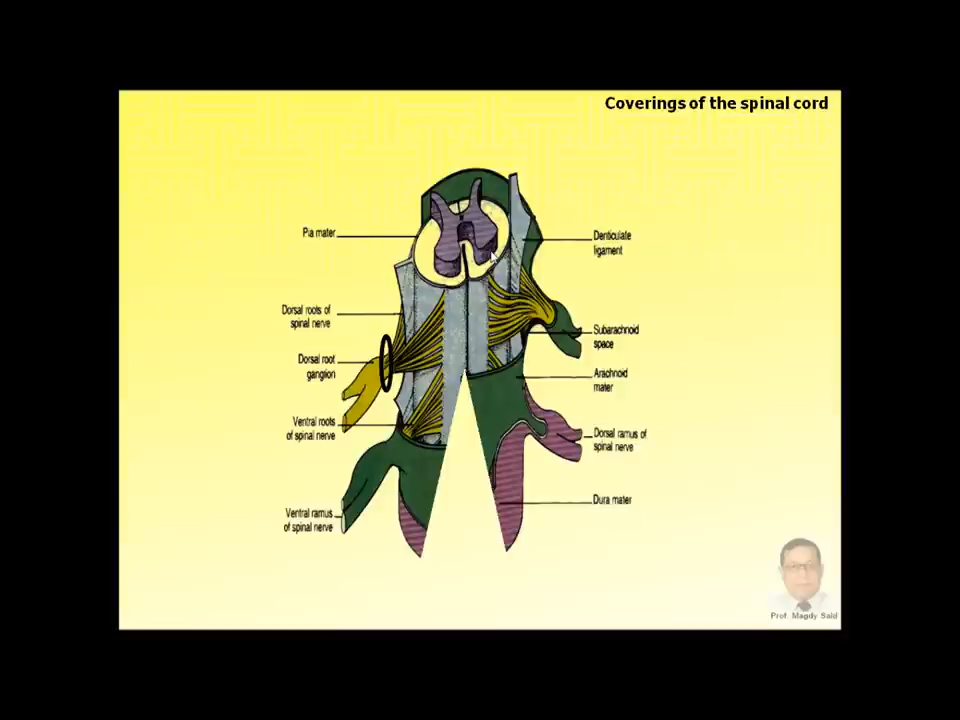 Coverings of the spinal cord
Pia mater
Dorsal roots of
spinal nerve
Dorsal root
ganglion
Ventral roots
of spinal nerve
Ventral ramus
of spinal nerve
Denticulate
ligament
Subarachnoid
space
Arachnoid
mater
Dorsal ramus of
spinal nerve
Dura mater
Prof. Magdy Said